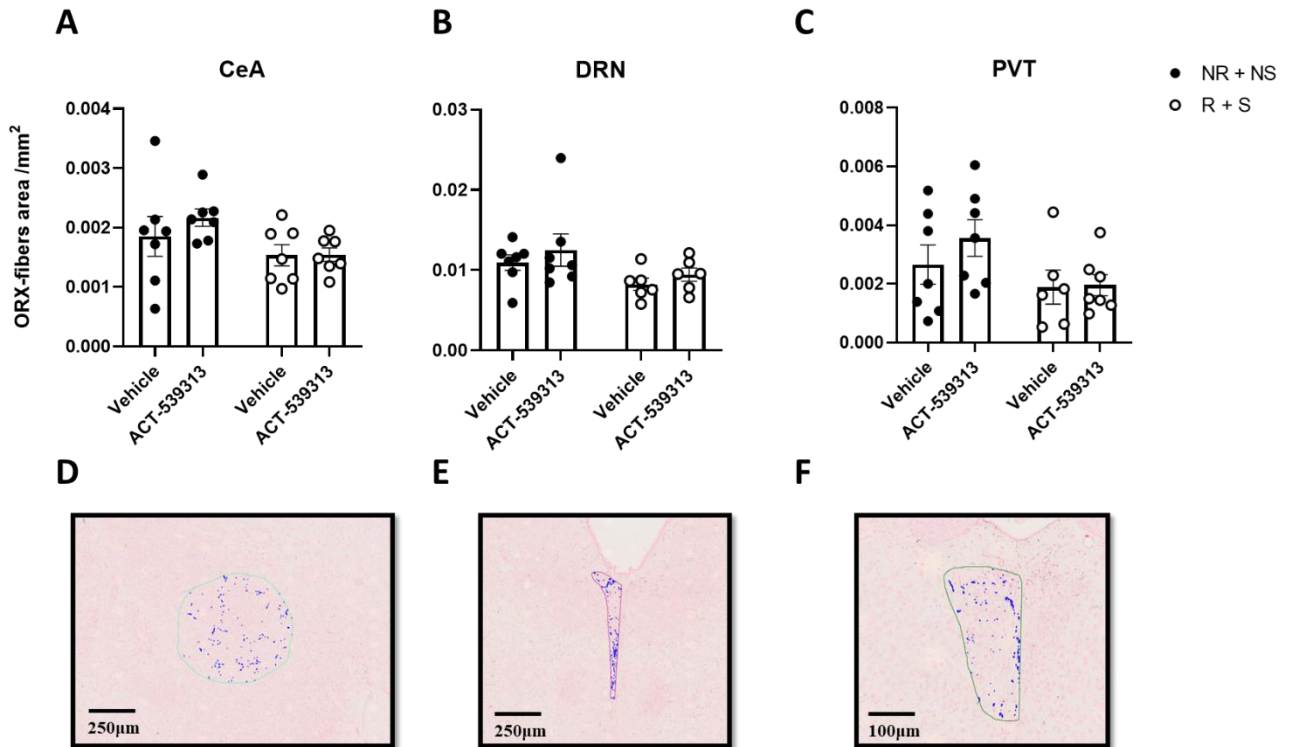 A
B
C
CeA
DRN
PVT
NR + NS
R + S
ORX-fibers area /mm²
0.004
0.003
0.002
0.001
0.000
Vehicle
ACT-539313
Vehicle
ACT-539313
0.03
0.02
0.01
0.00
Vehicle
ACT-539313
Vehicle
ACT-539313
0.008
0.006
0.004
0.002
0.000
Vehicle
ACT-539313
Vehicle
ACT-539313
D
E
F
250µm
250µm
100µm